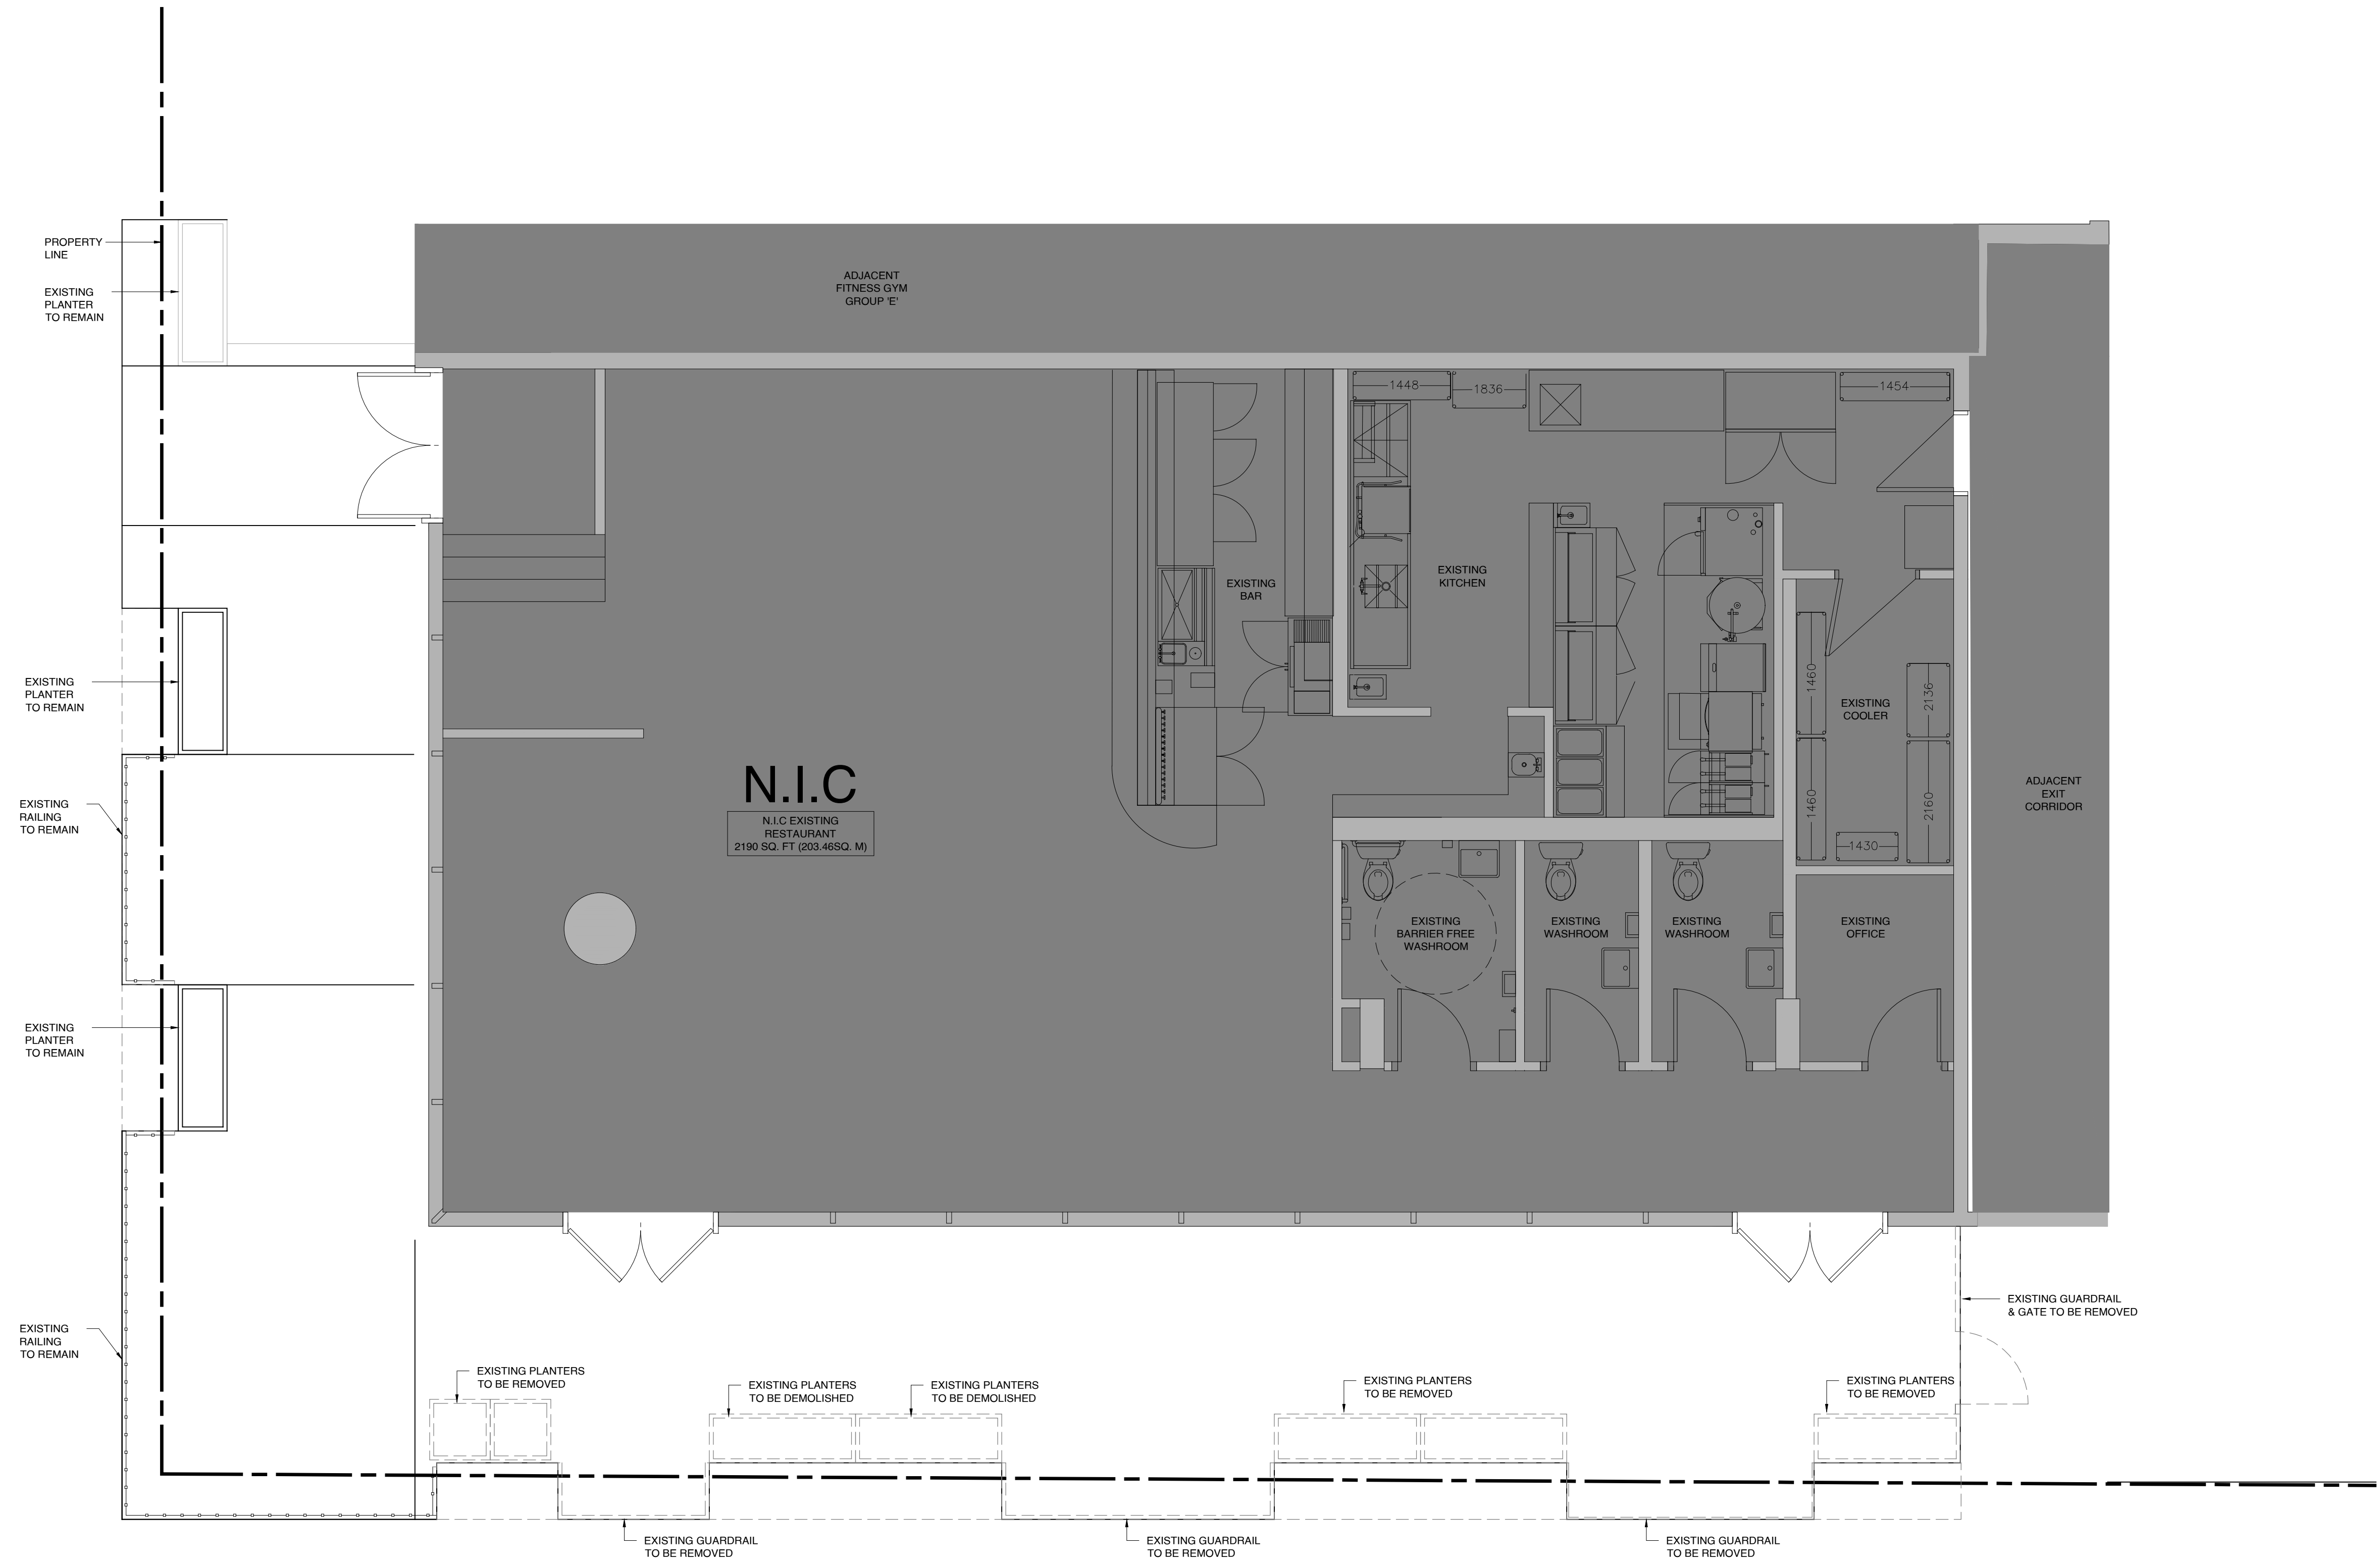 PROPERTY
LINE
EXISTING
PLANTER
TO REMAIN
ADJACENT
FITNESS GYM
GROUP 'E'
1448
1836
1454
EXISTING
BAR
EXISTING
KITCHEN
1460
2136
EXISTING
COOLER
1460
2160
1430
EXISTING
PLANTER
TO REMAIN
EXISTING
RAILING
TO REMAIN
N.I.C
N.I.C EXISTING
RESTAURANT
2190 SQ. FT (203.46SQ. M)
ADJACENT
EXIT
CORRIDOR
EXISTING
BARRIER FREE
WASHROOM
EXISTING
WASHROOM
EXISTING
WASHROOM
EXISTING
OFFICE
EXISTING
PLANTER
TO REMAIN
EXISTING
RAILING
TO REMAIN
EXISTING GUARDRAIL
& GATE TO BE REMOVED
EXISTING PLANTERS
TO BE REMOVED
EXISTING PLANTERS
TO BE DEMOLISHED
EXISTING PLANTERS
TO BE DEMOLISHED
EXISTING PLANTERS
TO BE REMOVED
EXISTING PLANTERS
TO BE REMOVED
EXISTING GUARDRAIL
TO BE REMOVED
EXISTING GUARDRAIL
TO BE REMOVED
EXISTING GUARDRAIL
TO BE REMOVED